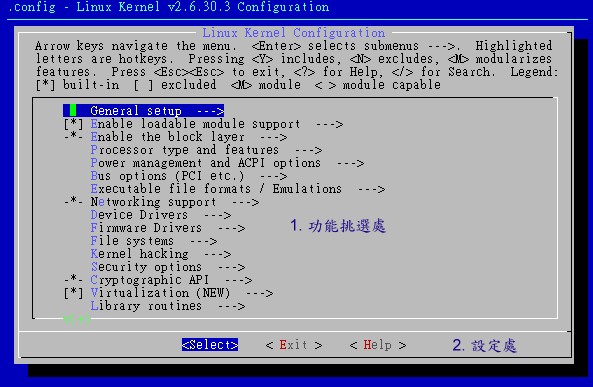 .config - Linux Kernel v2.6.30.3 Configuration
Linux Kernel Configuration
Arrow keys navigate the menu. <Enter> selects submenus --->. Highlighted
letters are hotkeys. Pressing <Y> includes, <N> excludes, <M> modularizes
features. Press <Esc><Esc> to exit, <?> for Help, </> for Search. Legend:
[*] built-in [ ] excluded <M> module < > module capable
General setup --->
[*] Enable loadable module support --->
-*- Enable the block layer --->
Processor type and features --->
Power management and ACPI options --->
Bus options (PCI etc.) --->
Executable file formats / Emulations --->
-*- Networking support --->
Device Drivers --->
Firmware Drivers --->
File systems --->
Kernel hacking --->
Security options --->
-*- Cryptographic API --->
[*] Virtualization (NEW) --->
Library routines --->
1. 功能挑選處
<Select> < Exit > < Help >
2. 設定處